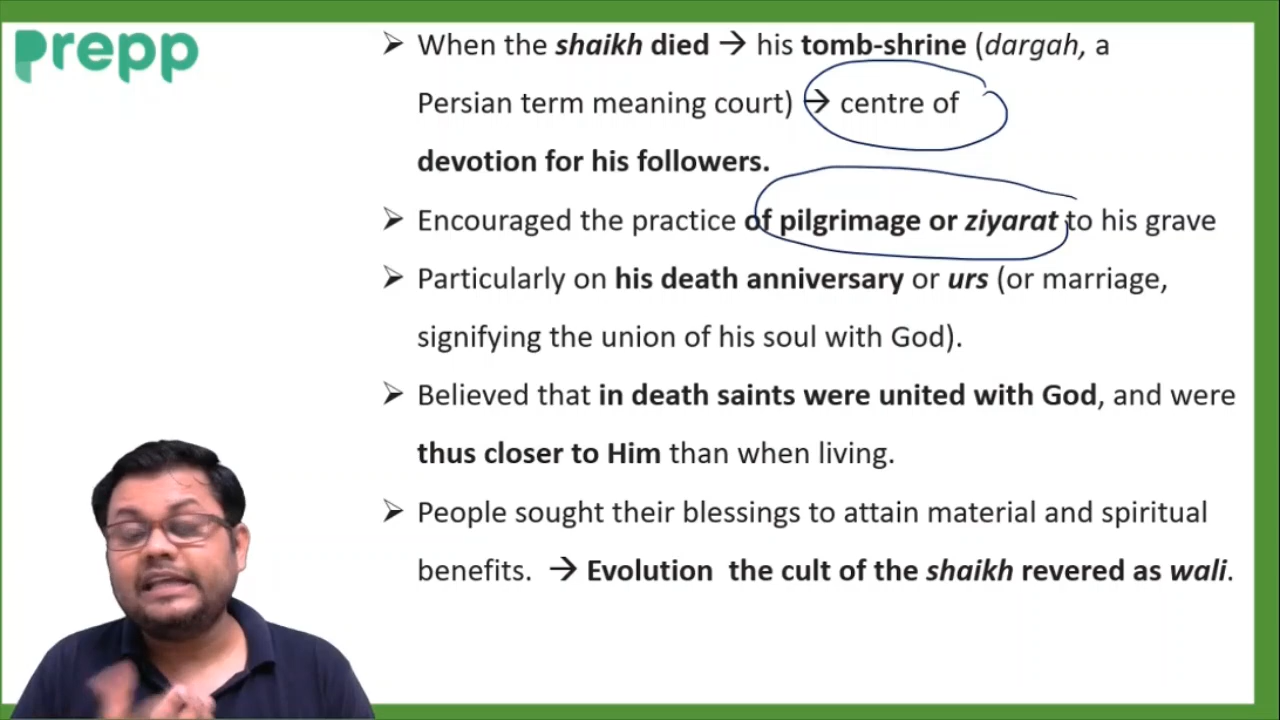 Prepp
➢ When the shaikh died → his tomb-shrine (dargah, a
Persian term meaning court) → centre of
devotion for his followers.
➢ Encouraged the practice of pilgrimage or ziyarat to his grave
➢ Particularly on his death anniversary or urs (or marriage,
signifying the union of his soul with God).
➢ Believed that in death saints were united with God, and were
thus closer to Him than when living.
➢ People sought their blessings to attain material and spiritual
benefits. → Evolution the cult of the shaikh revered as wali.